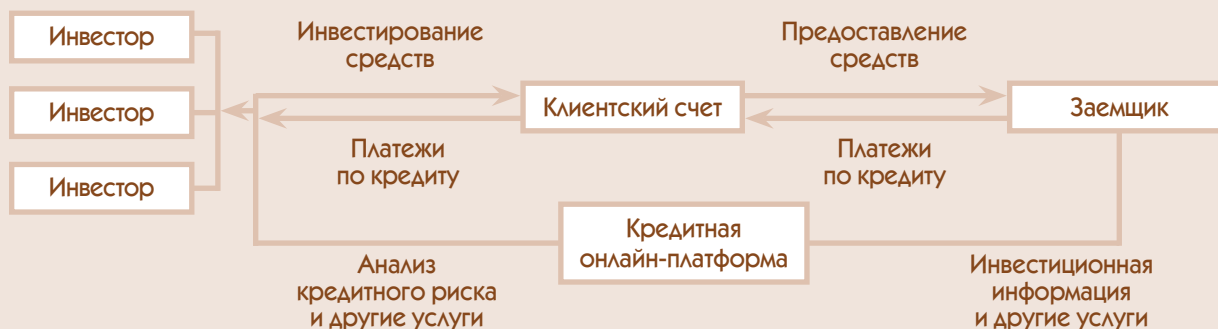 Инвестор
Инвестор
Инвестор
Инвестирование
средств
Платежи
по кредиту
Клиентский счет
Предоставление
средств
Платежи
по кредиту
Заемщик
Кредитная
онлайн-платформа
Анализ
кредитного риска
и другие услуги
Инвестиционная
информация
и другие услуги